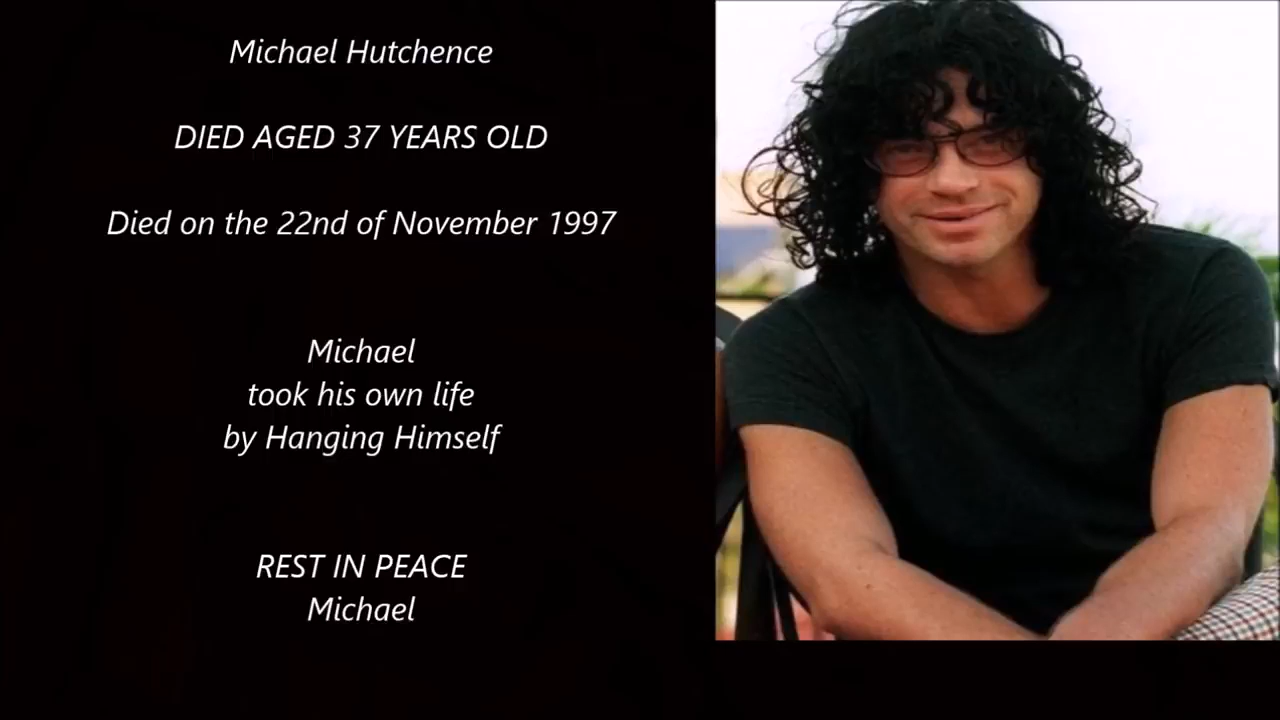 Michael Hutchence
DIED AGED 37 YEARS OLD
Died on the 22nd of November 1997
Michael
took his own life
by Hanging Himself
REST IN PEACE
Michael